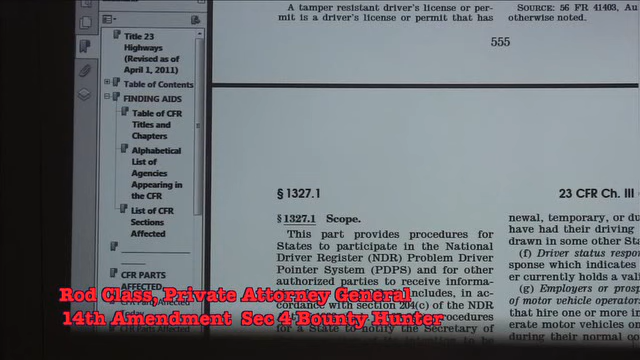 Title 23
Highways
(Revised as of
April 1, 2011)
Table of Contents
FINDING AIDS
Table of CFR
Titles and
Chapters
Alphabetical
List of
Agencies
Appearing in
the CFR
List of CFR
Sections
Affected
CFR PARTS
AFFECTED
A tamper resistant driver's license or per-
mit is a driver's license or permit that has
SOURCE: 56 FR 41403, Au
otherwise noted.
555
§ 1327.1
23 CFR Ch. III
§ 1327.1 Scope.
This part provides procedures for
States to participate in the National
Driver Register (NDR) Problem Driver
Pointer System (PDPS) and for other
authorized parties to receive informa-
includes, in ac-
cordance with section 204(c) of the NDR
procedures
for a State to notify the Secretary of
newal, temporary, or du
have had their driving
drawn in some other Sta
(f) Driver status respon
sponse which indicates
er currently holds a vali
(g) Employers or prosp
of motor vehicle operator
that hire one or more in
erate motor vehicles on
during their normal o
Rod Class, Private Attorney General
14th Amendment Sec 4 Bounty Hunter